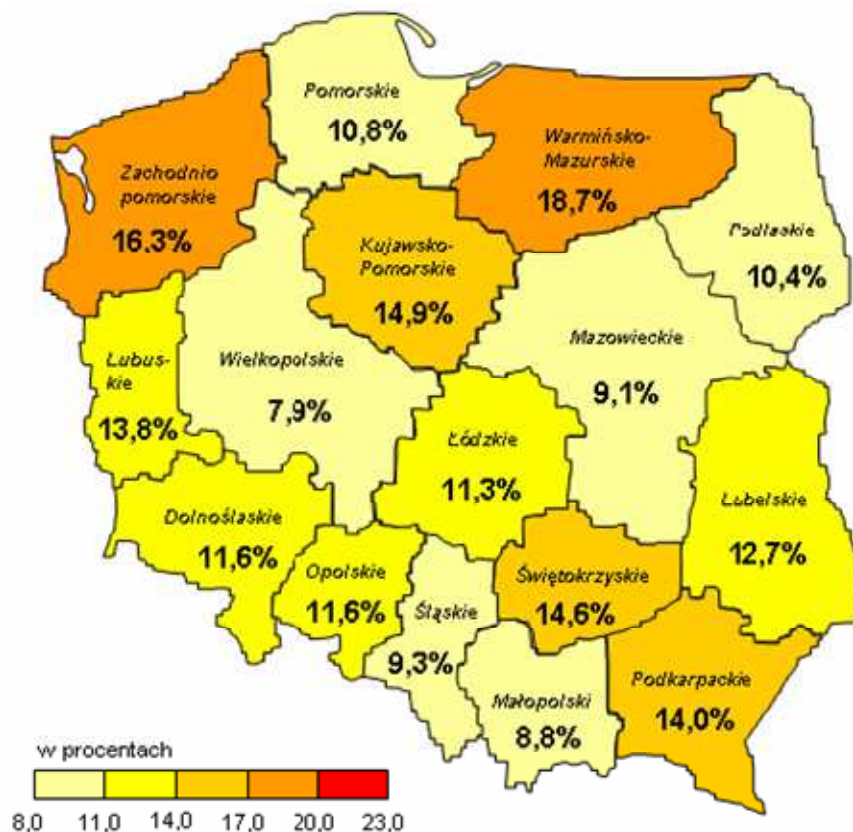 Pomorskie
10,8%
Warmińsko-
Mazurskie
18,7%
Zachodnio
pomorskie
16,3%
Kujawsko-
Pomorskie
14,9%
Podlaskie
10,4%
Lubus-
kie
13,8%
Wielkopolskie
7,9%
Mazowieckie
9,1%
Łódzkie
11,3%
Lubelskie
12,7%
Dolnoślaskie
11,6%
Opolskie
11,6%
Śląskie
9,3%
Świętokrzyskie
14,6%
Małopolski
8,8%
Podkarpackie
14,0%
w procentach
8,0 11,0 14,0 17,0 20,0 23,0